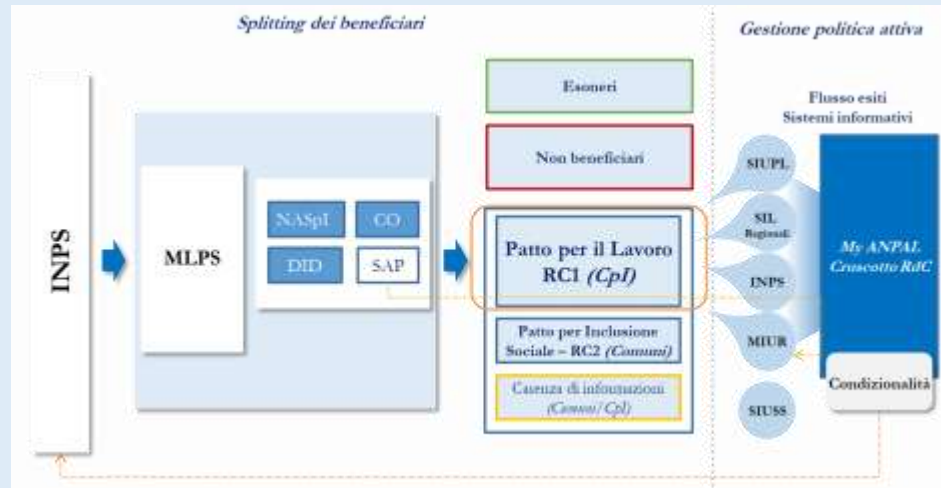 Splitting dei beneficiari
Gestione politica attiva
INPS
MLPS
NASpI
CO
DID
SAP
Esoneri
Non beneficiari
Patto per il Lavoro
RC1 (CpI)
Patto per Inclusione
Sociale – RC2 (Comuni)
Carenza di informazioni
(Comuni/CpI)
Flusso esiti
Sistemi informativi
SIUPL
SIL
Regionali
INPS
MIUR
SIUSS
My ANPAL
Cruscotto RdC
Condizionalità